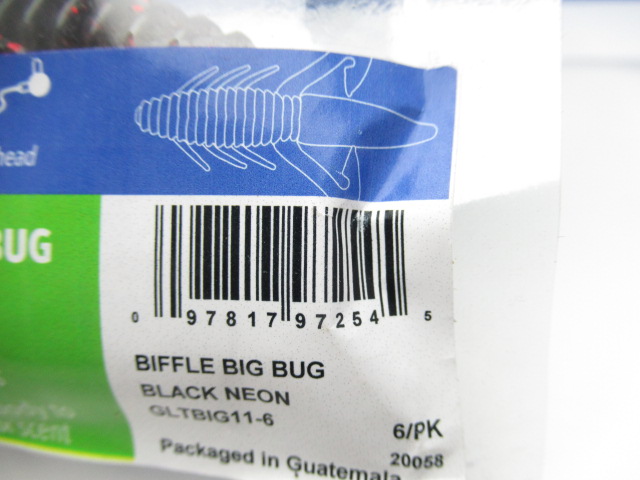 head
BUG
0 97817 97254 5
BIFFLE BIG BUG
BLACK NEON
GLTBIG11-6
6/PK
20058
Packaged in Guatemala
scent